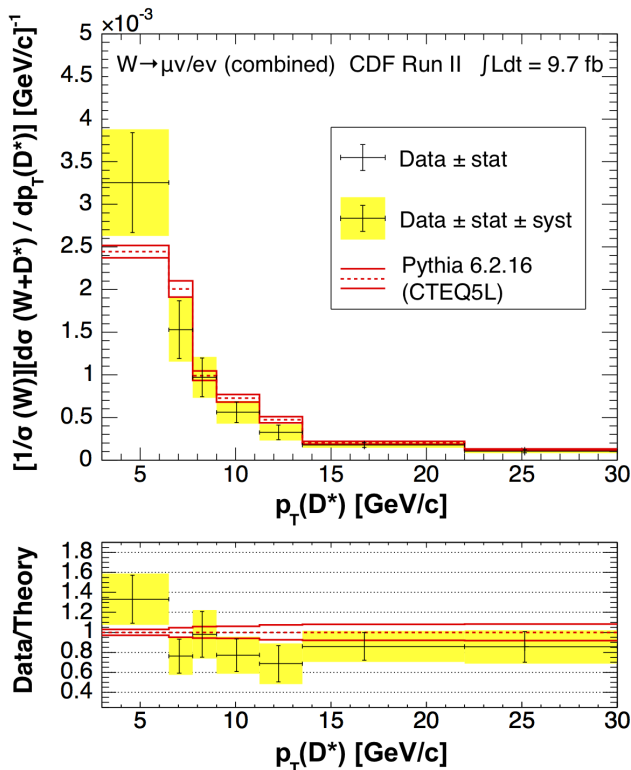 ×10⁻³
5
4.5
4
3.5
3
2.5
2
1.5
1
0.5
0
[1/σ (W)][dσ (W+D*) / dp_T(D*)] [GeV/c]⁻¹
W→μν/eν (combined) CDF Run II ∫Ldt = 9.7 fb
Data ± stat
Data ± stat ± syst
Pythia 6.2.16
(CTEQ5L)
5 10 15 20 25 30
p_T(D*) [GeV/c]
1.8
1.6
1.4
1.2
1
0.8
0.6
0.4
Data/Theory
5 10 15 20 25 30
p_T(D*) [GeV/c]